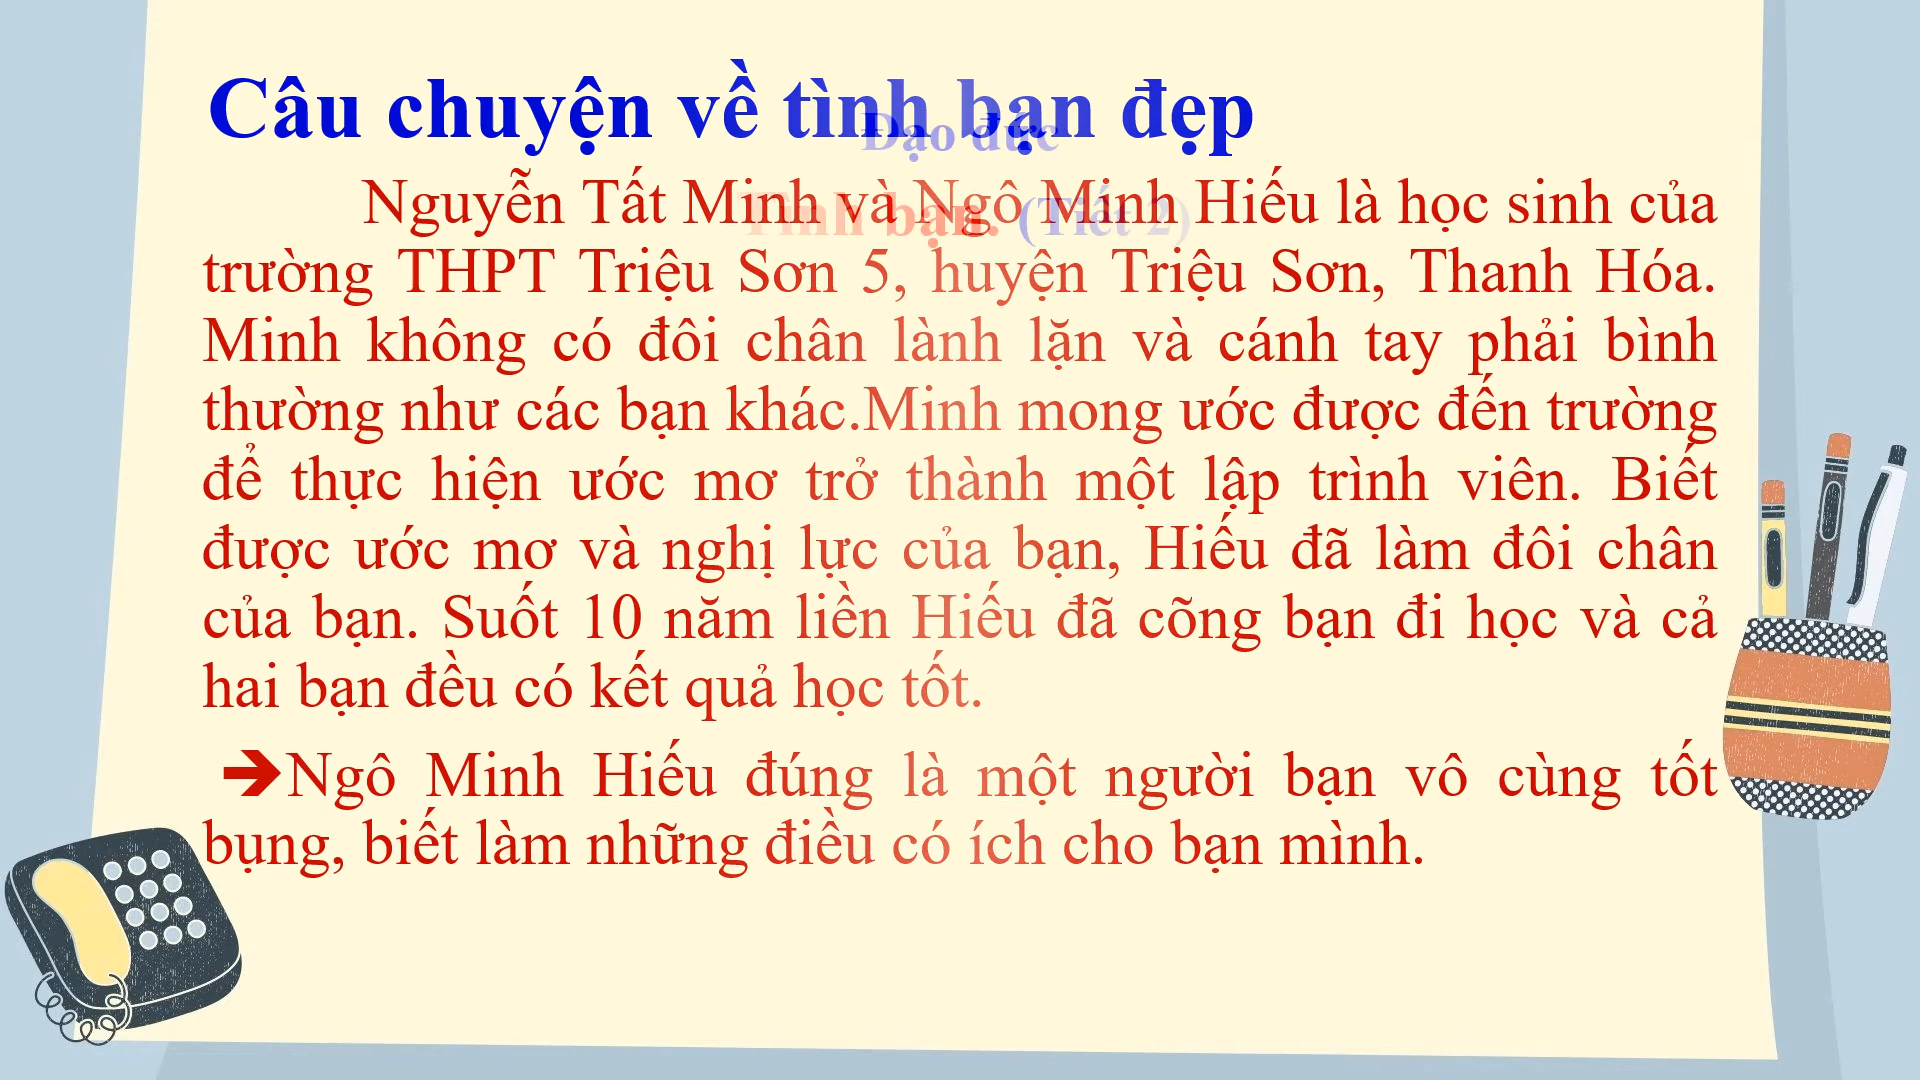 Câu chuyện về tình bạn đẹp
Đạo đức
Nguyễn Tất Minh và Ngô Minh Hiếu là học sinh của
Tình bạn. (Tiết 2)
trường THPT Triệu Sơn 5, huyện Triệu Sơn, Thanh Hóa.
Minh không có đôi chân lành lặn và cánh tay phải bình
thường như các bạn khác.Minh mong ước được đến trường
để thực hiện ước mơ trở thành một lập trình viên. Biết
được ước mơ và nghị lực của bạn, Hiếu đã làm đôi chân
của bạn. Suốt 10 năm liền Hiếu đã cõng bạn đi học và cả
hai bạn đều có kết quả học tốt.
➔Ngô Minh Hiếu đúng là một người bạn vô cùng tốt
bụng, biết làm những điều có ích cho bạn mình.